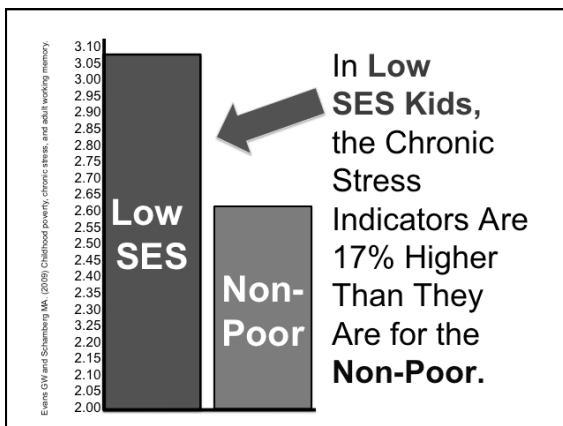 Evans GW and Schamberg MA. (2009) Childhood poverty, chronic stress, and adult working memory.
3.10
3.05
3.00
2.95
2.90
2.85
2.80
2.75
2.70
2.65
2.60
2.55
2.50
2.45
2.40
2.35
2.30
3.25
2.20
2.15
2.10
2.05
2.00
Low
SES
Non-
Poor
In Low
SES Kids,
the Chronic
Stress
Indicators Are
17% Higher
Than They
Are for the
Non-Poor.